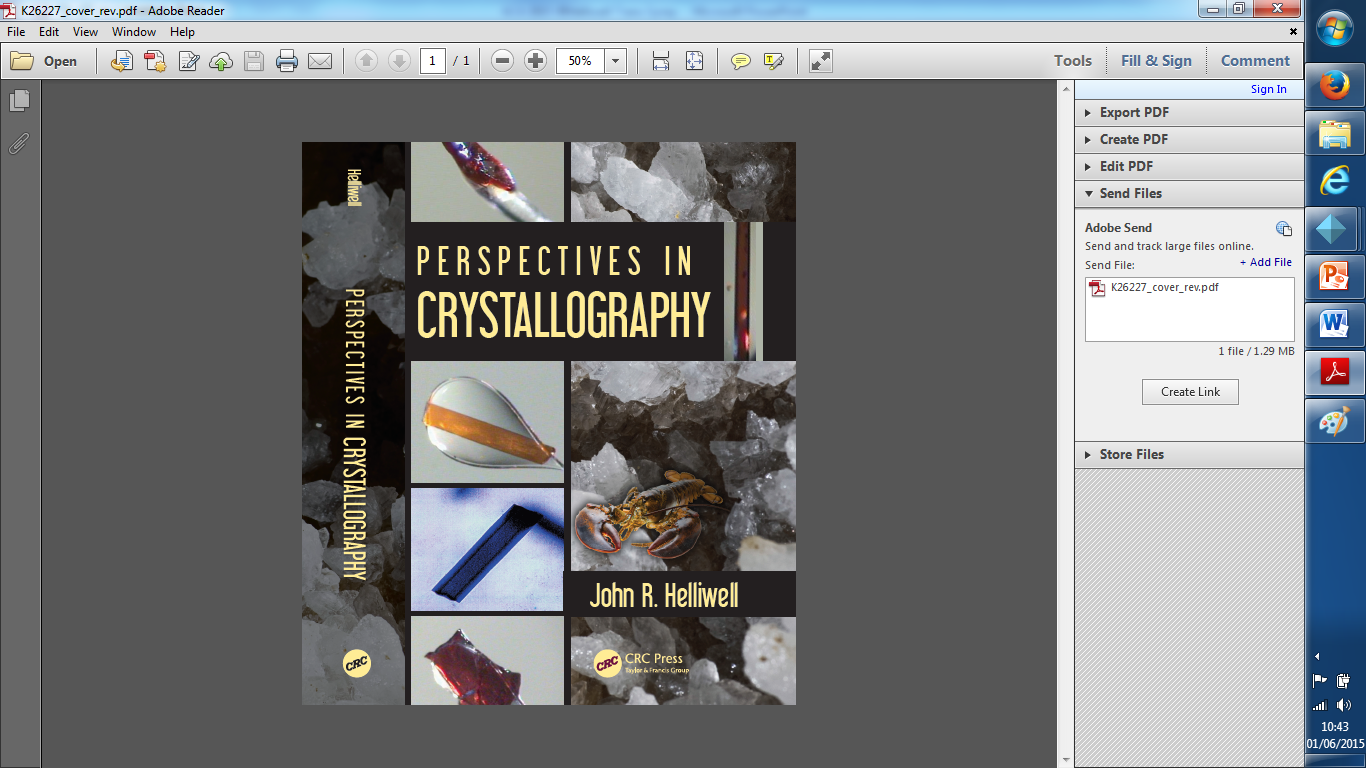 K26227_cover_rev.pdf - Adobe Reader
File Edit View Window Help
Open
1 / 1
50%
Tools
Fill & Sign
Comment
Sign In
Export PDF
Create PDF
Edit PDF
Send Files
Adobe Send
Send and track large files online.
Send File:
+ Add File
K26227_cover_rev.pdf
1 file / 1.29 MB
Create Link
Store Files
Helliwell
PERSPECTIVES IN CRYSTALLOGRAPHY
CRC
PERSPECTIVES IN
CRYSTALLOGRAPHY
John R. Helliwell
CRC
CRC Press
Taylor & Francis Group
10:43
01/06/2015